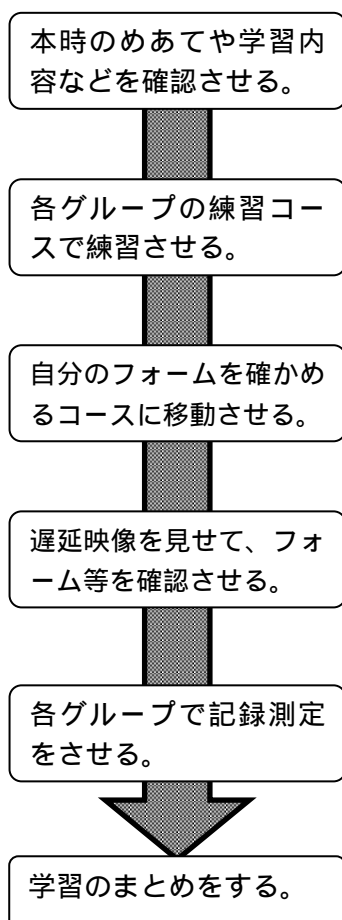 本時のめあてや学習内
容などを確認させる。
各グループの練習コー
スで練習させる。
自分のフォームを確かめ
るコースに移動させる。
遅延映像を見せて、フォ
ーム等を確認させる。
各グループで記録測定
をさせる。
学習のまとめをする。